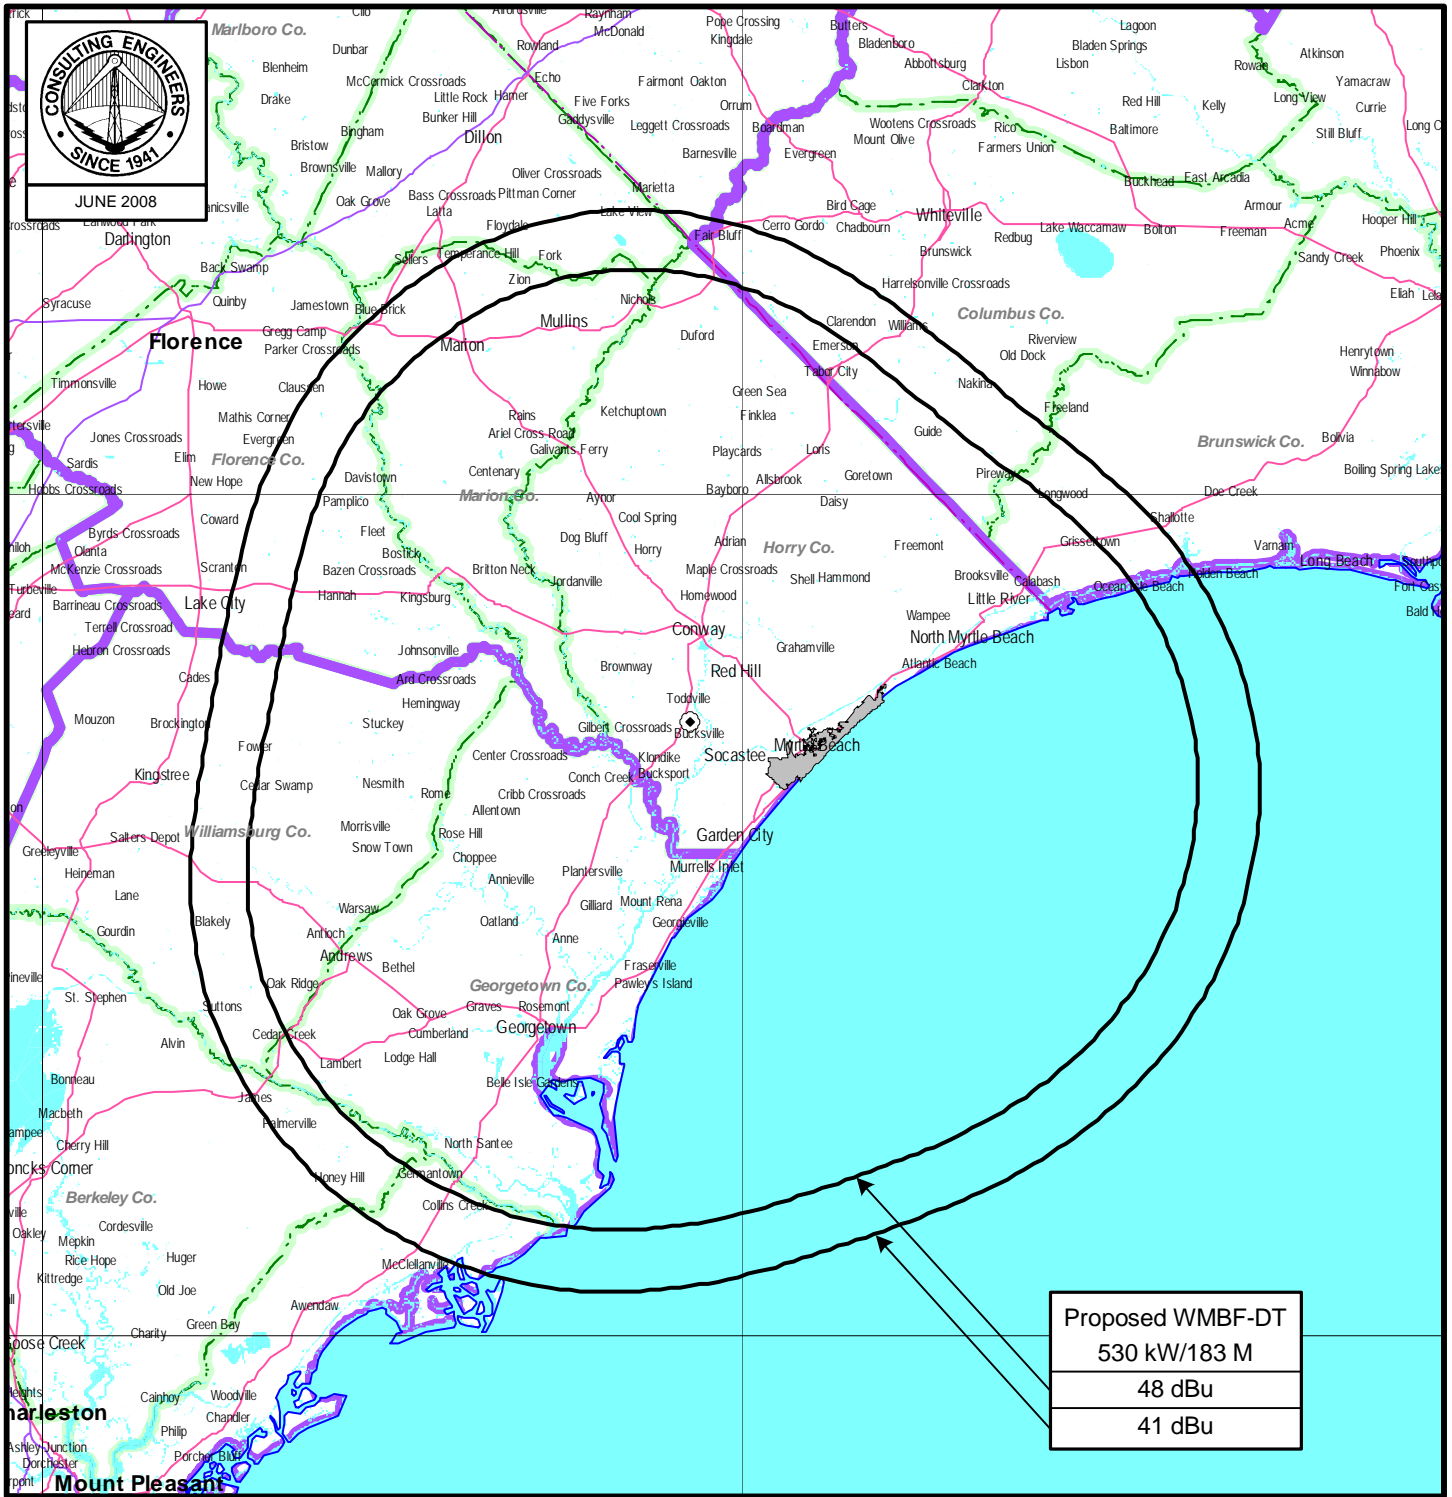 CONSULTING ENGINEERS
SINCE 1941
JUNE 2008
Marlboro Co.
Clio
Raynham
McDonald
Pope Crossing
Kingdale
Butters
Bladenboro
Lagoon
Bladen Springs
Lisbon
Atkinson
Rowan
Yamacraw
Dunbar
Rowland
Abbottsburg
Blenheim
McCormick Crossroads
Echo
Fairmont Oakton
Clarkton
Drake
Little Rock
Hamer
Five Forks
Orrum
Red Hill
Kelly
Long View
Currie
Bunker Hill
Gaddysville
Leggett Crossroads
Boardman
Wootens Crossroads
Rico
Baltimore
Still Bluff
Bingham
Dillon
Mount Olive
Farmers Union
Bristow
Barnesville
Evergreen
Brownsville
Mallory
Oliver Crossroads
Marietta
Buckhead
East Arcadia
Oak Grove
Bass Crossroads
Pittman Corner
Latta
Lake View
Bird Cage
Whiteville
Armour
Acme
Hooper Hill
Darlington
Floydale
Fair Bluff
Cerro Gordo
Chadbourn
Redbug
Lake Waccamaw
Bolton
Freeman
Back Swamp
Sellers
Temperance Hill
Fork
Brunswick
Sandy Creek
Phoenix
Syracuse
Quinby
Jamestown
Blue Brick
Zion
Nichols
Harrelsonville Crossroads
Eliah
Florence
Gregg Camp
Mullins
Clarendon
Williams
Columbus Co.
Parker Crossroads
Marion
Duford
Emerson
Riverview
Old Dock
Henrytown
Winnabow
Timmonsville
Howe
Claussen
Tabor City
Nakina
Green Sea
Mathis Corner
Rains
Ketchuptown
Finklea
Freeland
Jones Crossroads
Evergreen
Ariel Cross Road
Galivants Ferry
Guide
Brunswick Co.
Bolivia
Sardis
Elim
Florence Co.
Playcards
Loris
Hobbs Crossroads
New Hope
Davistown
Centenary
Allsbrook
Goretown
Pireway
Boiling Spring Lake
Pamplico
Marion Co.
Aynor
Bayboro
Daisy
Longwood
Doe Creek
Coward
Cool Spring
Shallotte
Byrds Crossroads
Fleet
Dog Bluff
Adrian
Horry Co.
Freemont
Grissettown
Varnam
Olanta
Bostick
Horry
Long Beach
McKenzie Crossroads
Scranton
Bazen Crossroads
Britton Neck
Jordanville
Maple Crossroads
Shell
Hammond
Brooksville
Calabash
Ocean Isle Beach
Holden Beach
Turbeville
Barrineau Crossroads
Lake City
Hannah
Kingsburg
Homewood
Little River
Terrell Crossroad
Wampee
Hebron Crossroads
Johnsonville
Conway
Grahamville
North Myrtle Beach
Cades
Ard Crossroads
Brownway
Red Hill
Atlantic Beach
Hemingway
Toddville
Mouzon
Brockington
Stuckey
Gilbert Crossroads
Bucksville
Fowler
Center Crossroads
Klondike
Socastee
Myrtle Beach
Kingstree
Cedar Swamp
Nesmith
Rome
Conch Creek
Bucksport
Cribb Crossroads
Allentown
Salters Depot
Williamsburg Co.
Morrisville
Rose Hill
Garden City
Greeleyville
Snow Town
Choppee
Murrells Inlet
Heineman
Annieville
Plantersville
Lane
Warsaw
Gilliard
Mount Rena
Gourdin
Blakely
Antioch
Oatland
Georgieville
Andrews
Anne
Bethel
Fraserville
St. Stephen
Oak Ridge
Georgetown Co.
Pawley's Island
Suttons
Oak Grove
Graves
Rosemont
Alvin
Cedar Creek
Cumberland
Georgetown
Lambert
Lodge Hall
Bonneau
James
Belle Isle Gardens
Macbeth
Palmerville
Cherry Hill
North Santee
Honey Hill
Germantown
Berkeley Co.
Collins Creek
Cordesville
Oakley
Mepkin
Rice Hope
Huger
McClellanville
Kittredge
Old Joe
Awendaw
Green Bay
Charity
Goose Creek
Cainhoy
Woodville
Chandler
Philip
Ashley Junction
Dorchester
Porcher Bluff
Mount Pleasant
Proposed WMBF-DT
530 kW/183 M
48 dBu
41 dBu